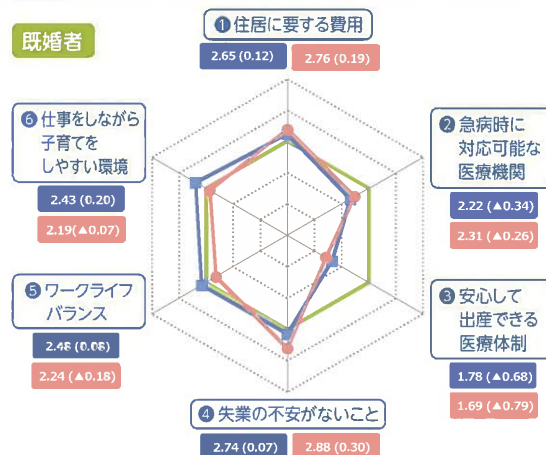 既婚者
❶ 住居に要する費用
2.65 (0.12) 2.76 (0.19)
❷ 急病時に
対応可能な
医療機関
2.22 (▲0.34)
2.31 (▲0.26)
❸ 安心して
出産できる
医療体制
1.78 (▲0.68)
1.69 (▲0.79)
❹ 失業の不安がないこと
2.74 (0.07) 2.88 (0.30)
❺ ワークライフ
バランス
2.48 (0.08)
2.24 (▲0.18)
❻ 仕事をしながら
子育てを
しやすい環境
2.43 (0.20)
2.19(▲0.07)